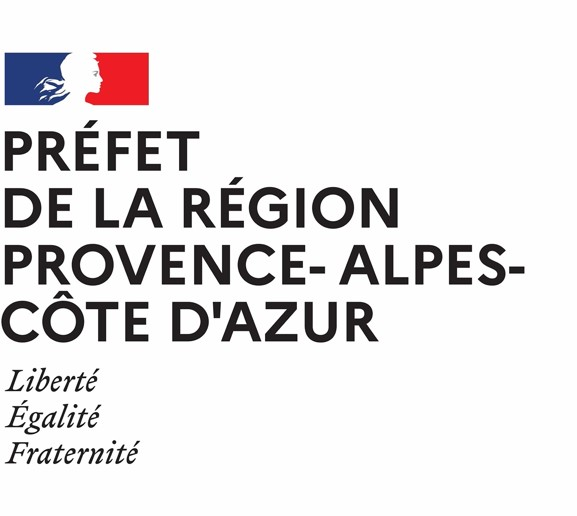 PRÉFET
DE LA RÉGION
PROVENCE- ALPES-
CÔTE D'AZUR
Liberté
Égalité
Fraternité